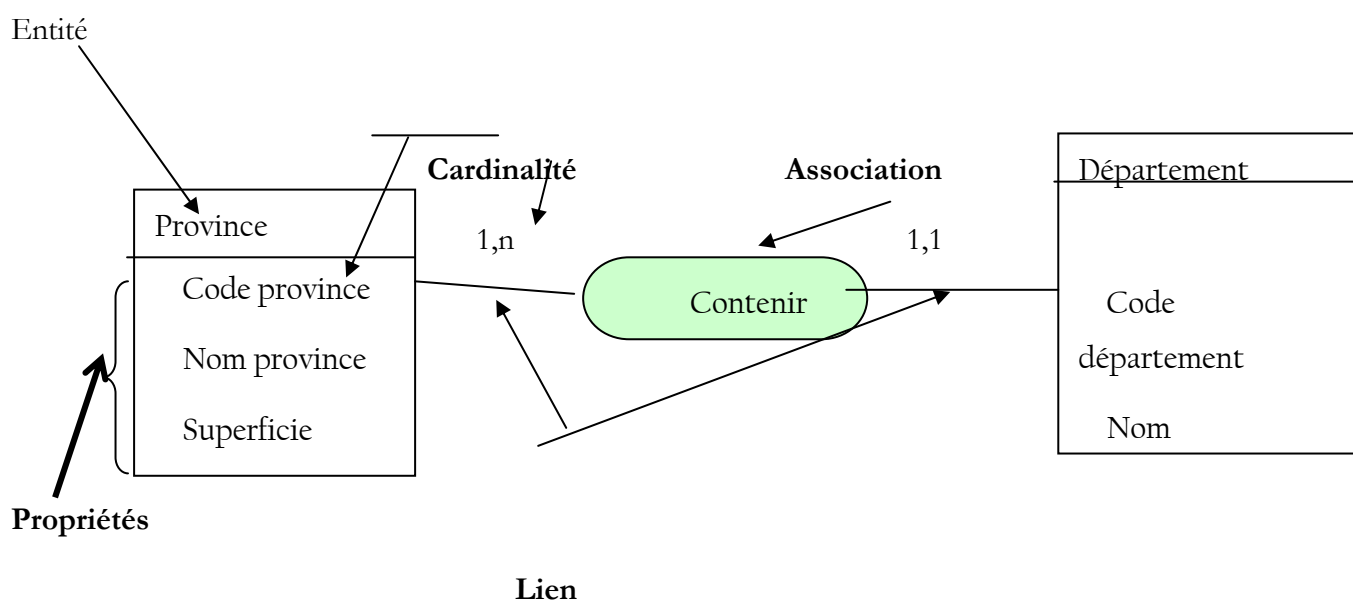 Entité
Cardinalité
Association
Département
Province
1,n
1,1
Code province
Contenir
Code
département
Nom province
Superficie
Nom
Propriétés
Lien